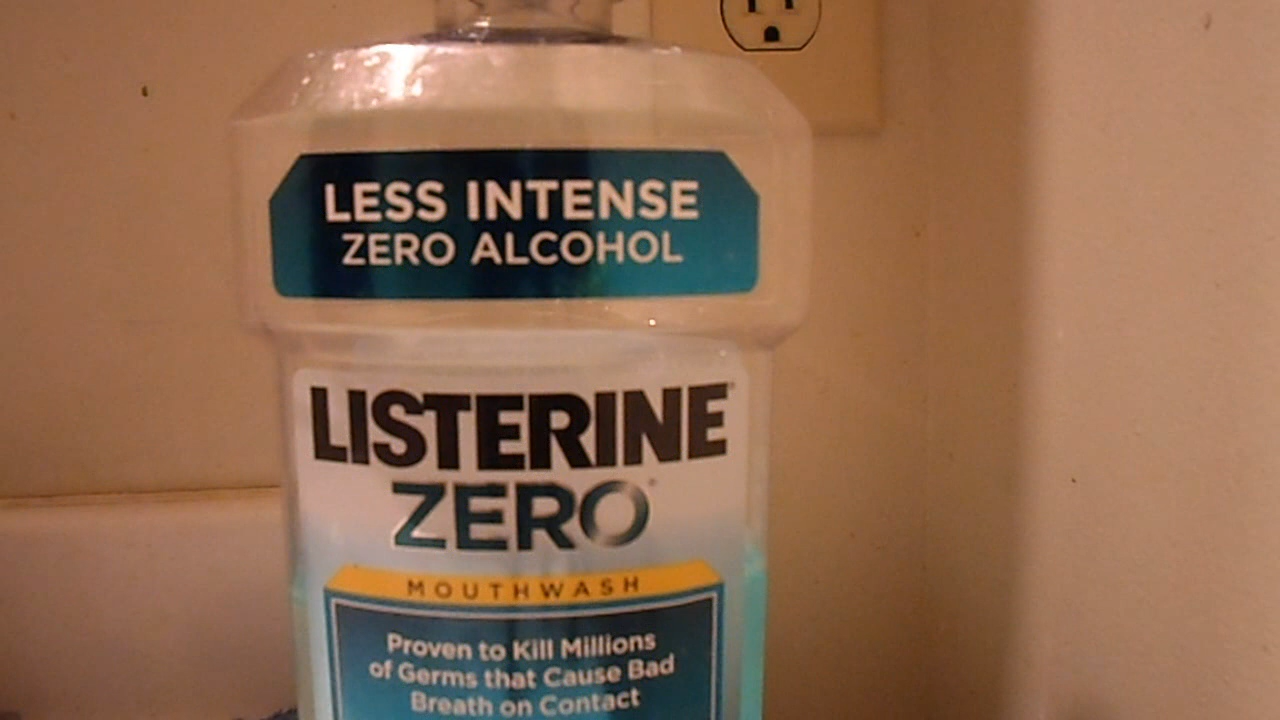 LESS INTENSE
ZERO ALCOHOL
LISTERINE
ZERO
MOUTHWASH
Proven to Kill Millions
of Germs that Cause Bad
Breath on Contact